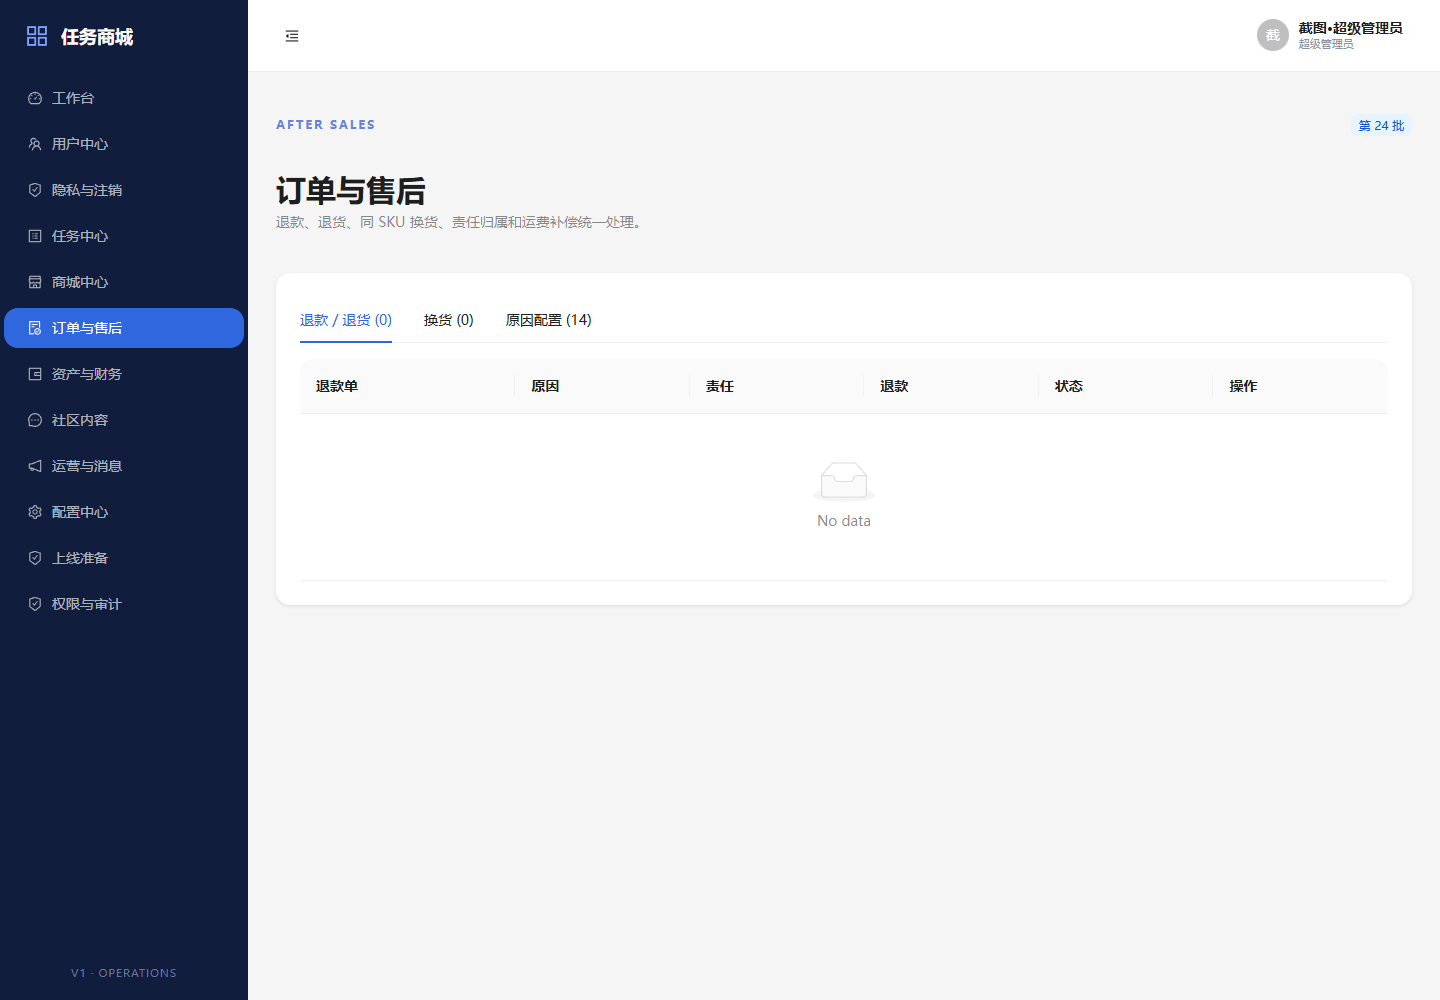 任务商城
截
截图•超级管理员
超级管理员
工作台
用户中心
隐私与注销
任务中心
商城中心
订单与售后
资产与财务
社区内容
运营与消息
配置中心
上线准备
权限与审计
V1 · OPERATIONS
AFTER SALES
第 24 批
订单与售后
退款、退货、同 SKU 换货、责任归属和运费补偿统一处理。
退款 / 退货 (0) 换货 (0) 原因配置 (14)
退款单 原因 责任 退款 状态 操作
No data